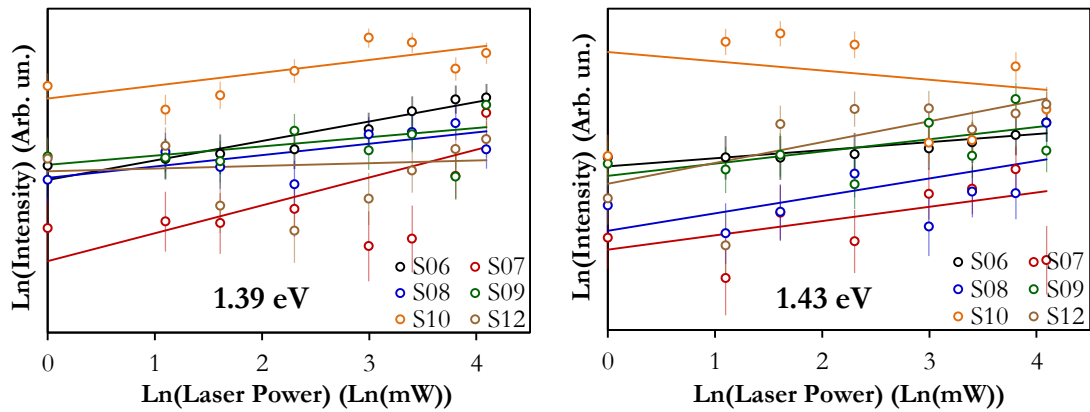 Ln(Intensity) (Arb. un.)
S06 S07
S08 S09
S10 S12
1.39 eV
0 1 2 3 4 5
Ln(Laser Power) (Ln(mW))
Ln(Intensity) (Arb. un.)
S06 S07
S08 S09
S10 S12
1.43 eV
0 1 2 3 4 5
Ln(Laser Power) (Ln(mW))